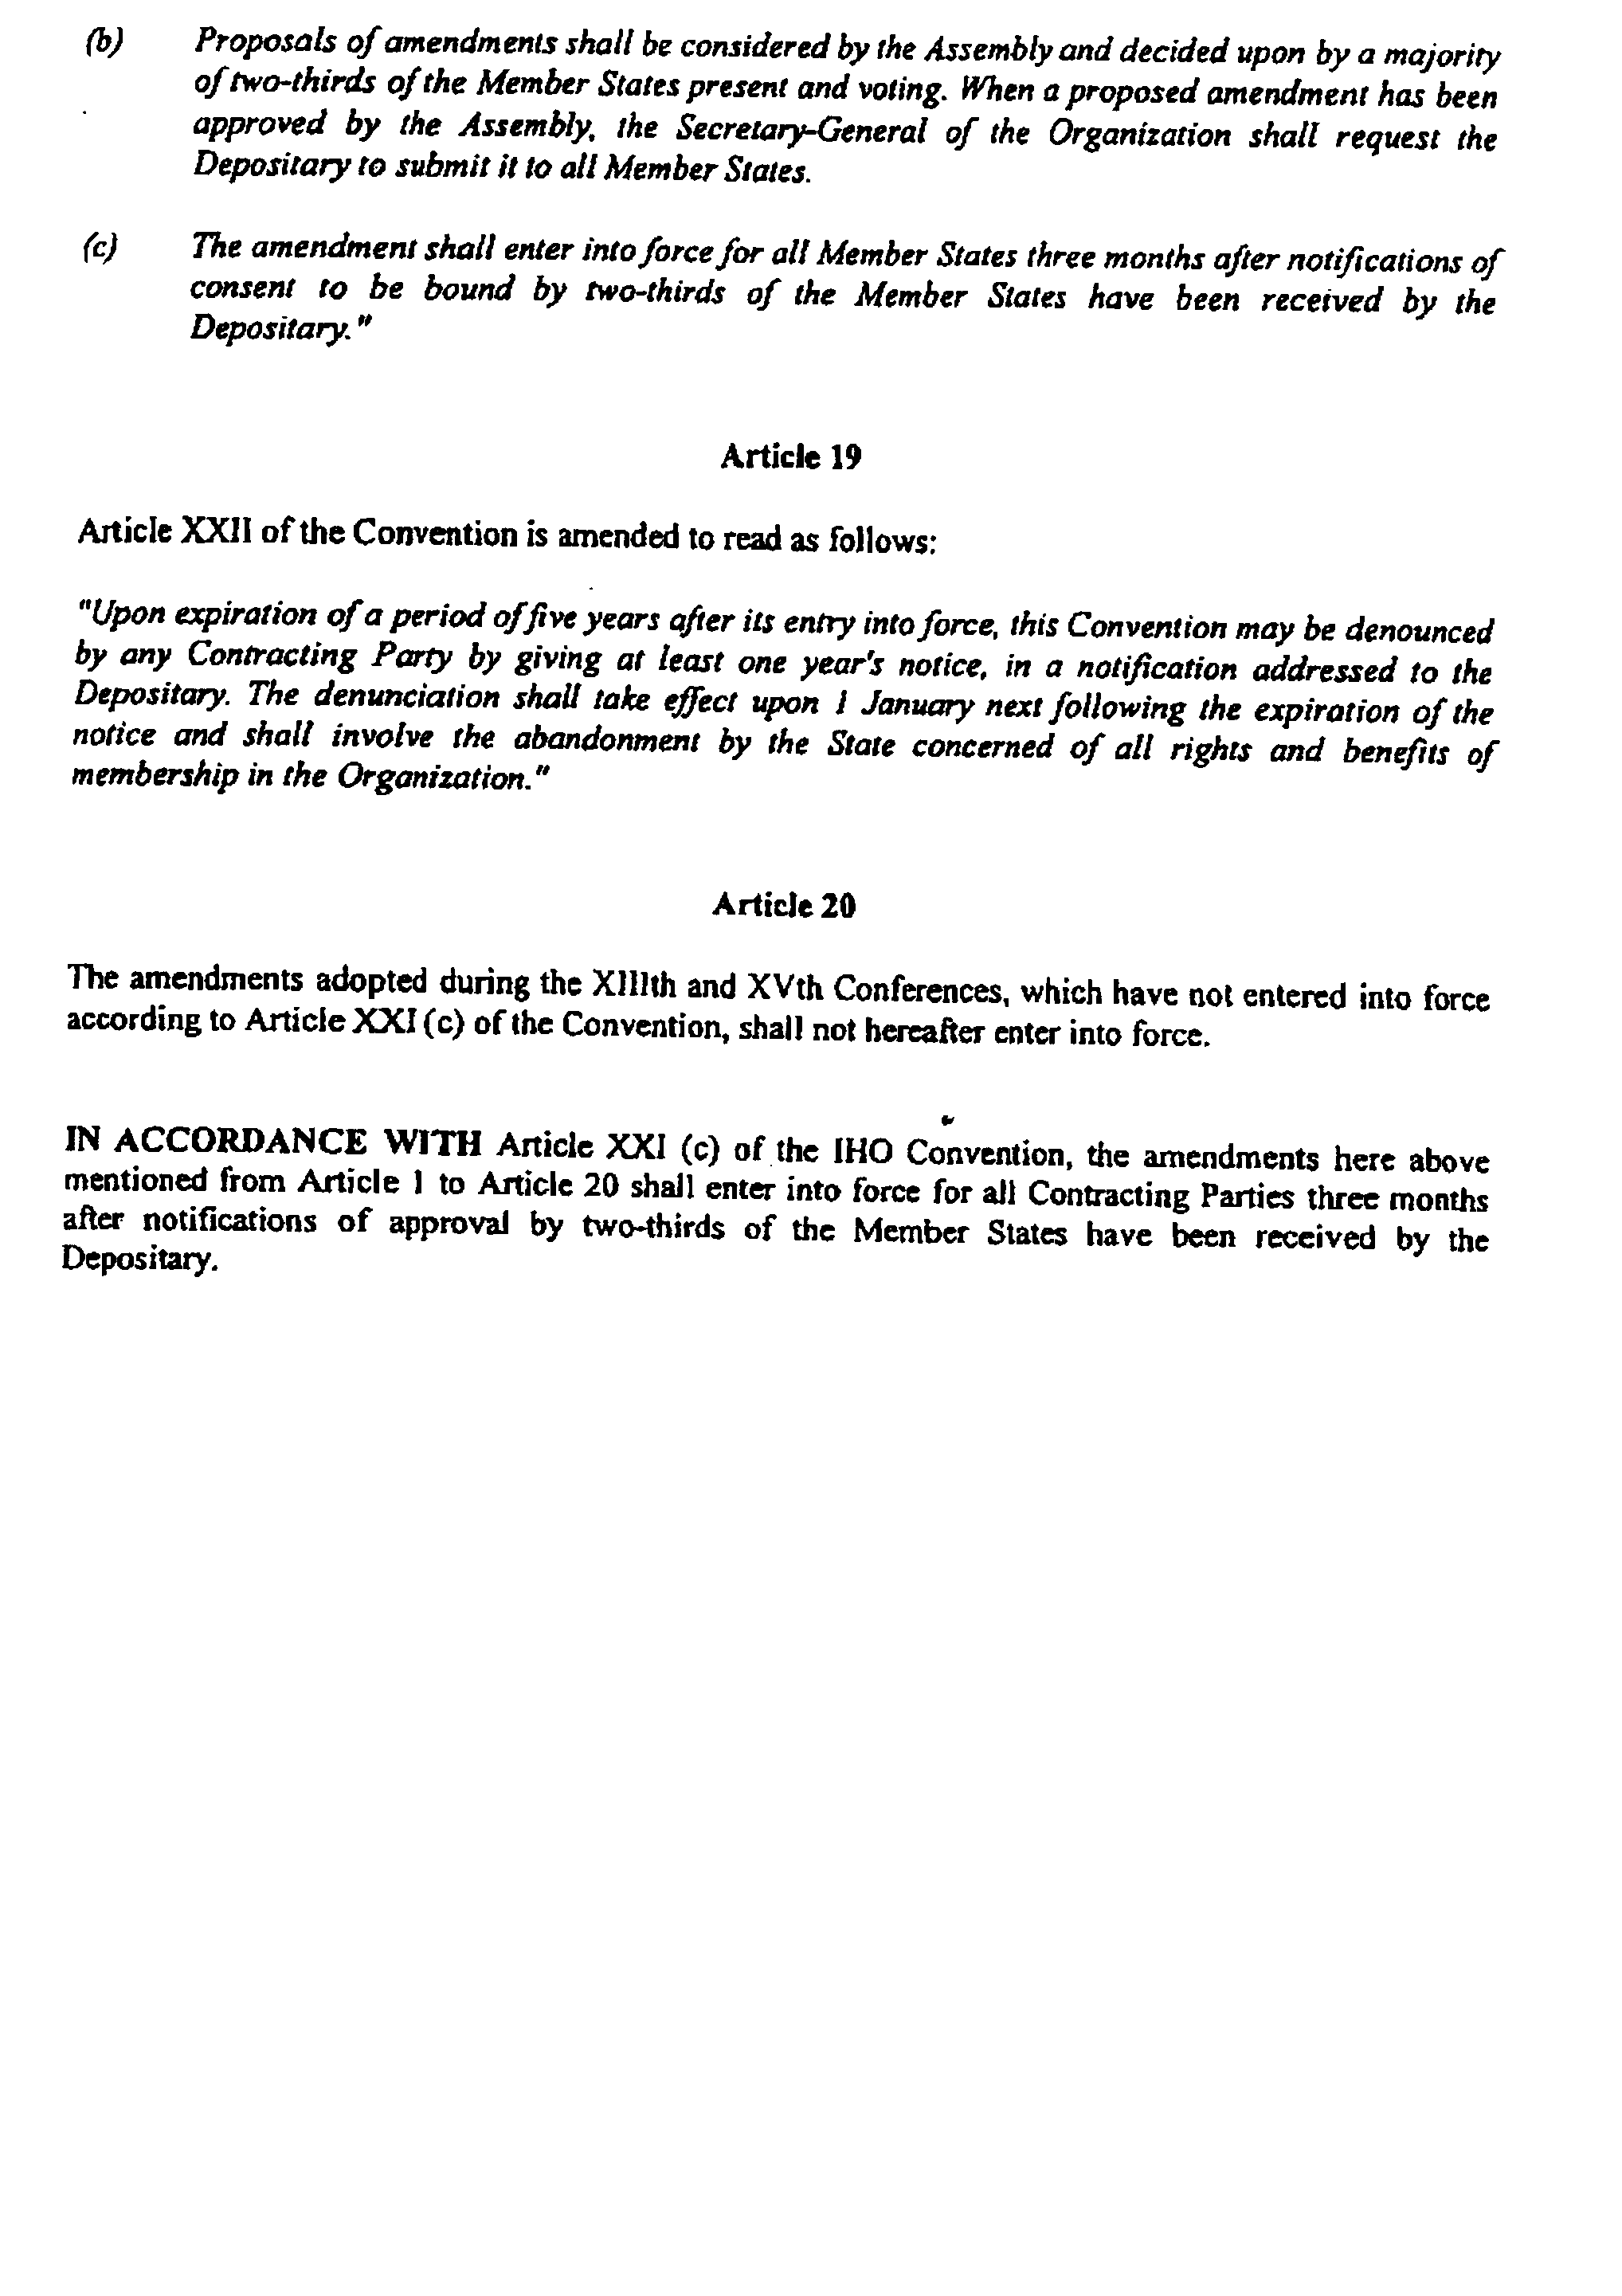 (b) Proposals of amendments shall be considered by the Assembly and decided upon by a majority
of two-thirds of the Member States present and voting. When a proposed amendment has been
approved by the Assembly, the Secretary-General of the Organization shall request the
Depositary to submit it to all Member States.
(c) The amendment shall enter into force for all Member States three months after notifications of
consent to be bound by two-thirds of the Member States have been received by the
Depositary."
Article 19
Article XXII of the Convention is amended to read as follows:
"Upon expiration of a period of five years after its entry into force, this Convention may be denounced
by any Contracting Party by giving at least one year's notice, in a notification addressed to the
Depositary. The denunciation shall take effect upon 1 January next following the expiration of the
notice and shall involve the abandonment by the State concerned of all rights and benefits of
membership in the Organization."
Article 20
The amendments adopted during the XIIIth and XVth Conferences, which have not entered into force
according to Article XXI (c) of the Convention, shall not hereafter enter into force.
IN ACCORDANCE WITH Article XXI (c) of the IHO Convention, the amendments here above
mentioned from Article 1 to Article 20 shall enter into force for all Contracting Parties three months
after notifications of approval by two-thirds of the Member States have been received by the
Depositary.